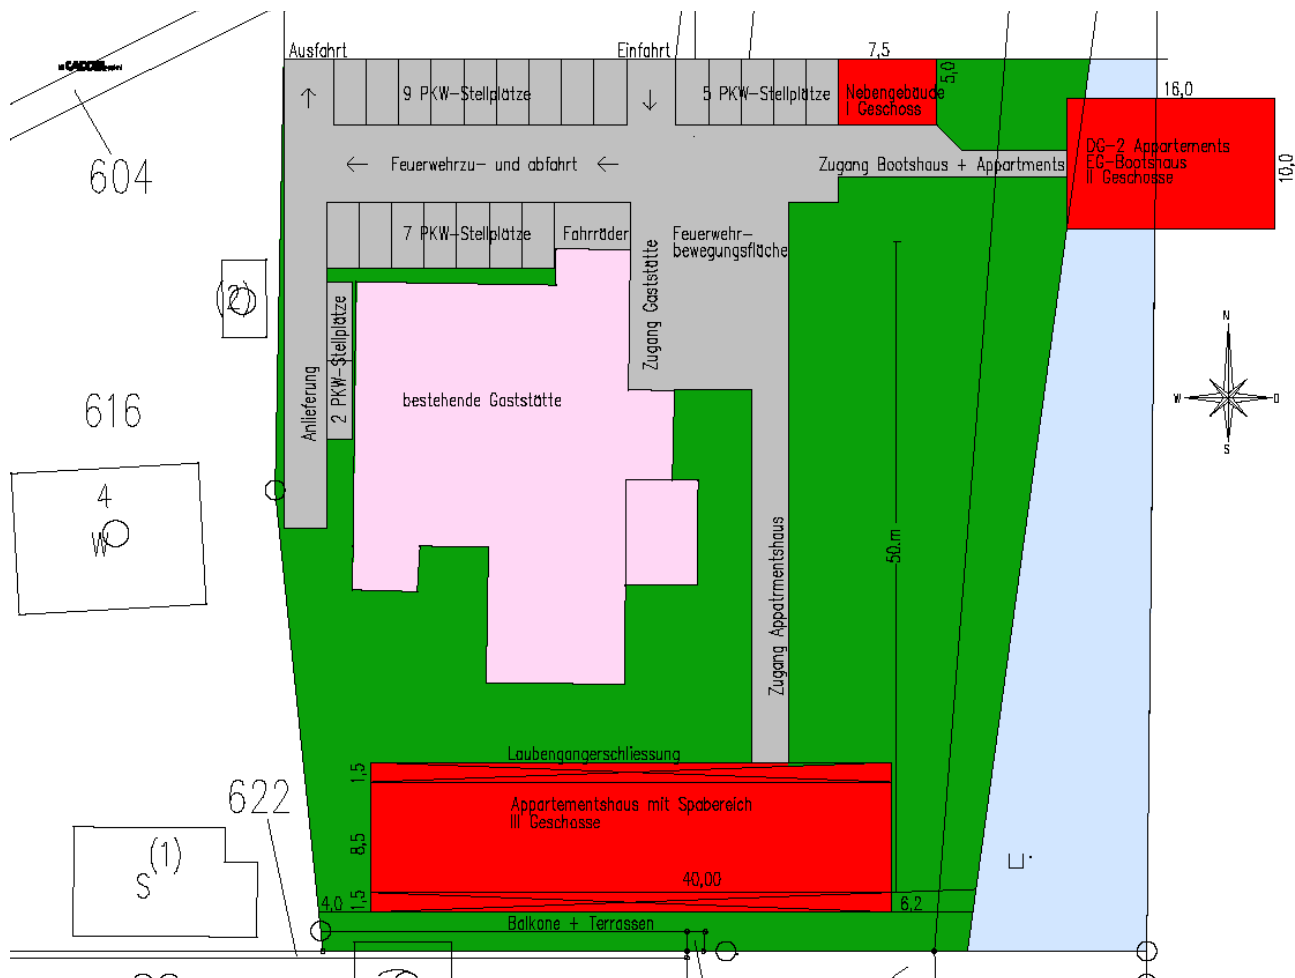 Ausfahrt
Einfahrt
7,5
9 PKW-Stellplätze
5 PKW-Stellplätze
Nebengebäude
I Geschoss
5,0
16,0
604
Feuerwehrzu- und abfahrt
Zugang Bootshaus + Appartments
DG-2 Appartements
EG-Bootshaus
II Geschosse
10,0
7 PKW-Stellplätze
Fahrräder
Feuerwehr-
bewegungsfläche
Zugang Gaststätte
(2)
2 PKW-Stellplätze
Anlieferung
bestehende Gaststätte
N
W
O
S
616
4
W
50.m
Zugang Appatrmentshaus
Laubengangerschliessung
622
1,5
Appartementshaus mit Spabereich
III Geschosse
8,5
(1)
S
40,00
1,5
4,0
6,2
Balkone + Terrassen